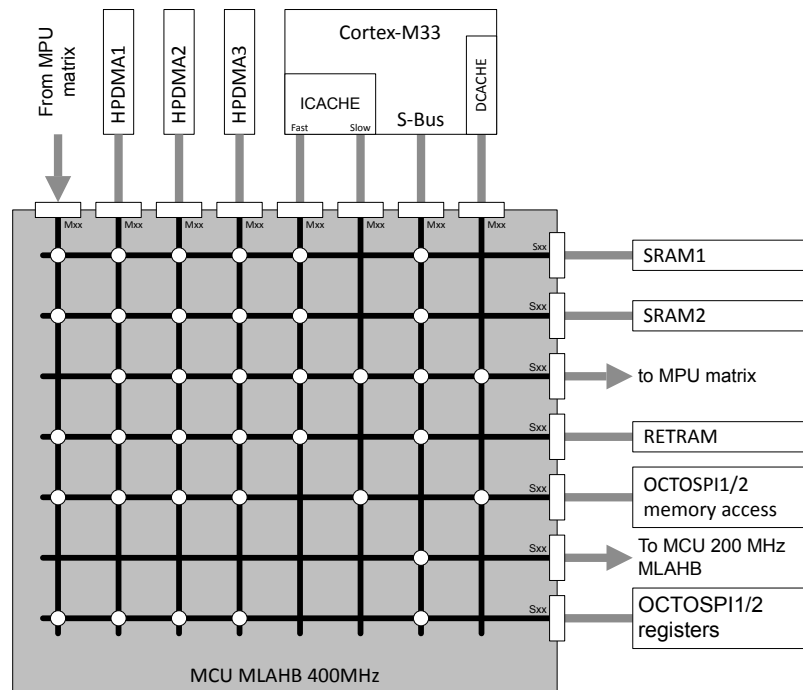 From MPU
matrix
HPDMA1
HPDMA2
HPDMA3
Cortex-M33
ICACHE
Fast
Slow
S-Bus
DCACHE
Mxx
Mxx
Mxx
Mxx
Mxx
Mxx
Mxx
Mxx
Sxx
SRAM1
Sxx
SRAM2
Sxx
to MPU matrix
Sxx
RETRAM
Sxx
OCTOSPI1/2
memory access
Sxx
To MCU 200 MHz
MLAHB
Sxx
OCTOSPI1/2
registers
MCU MLAHB 400MHz